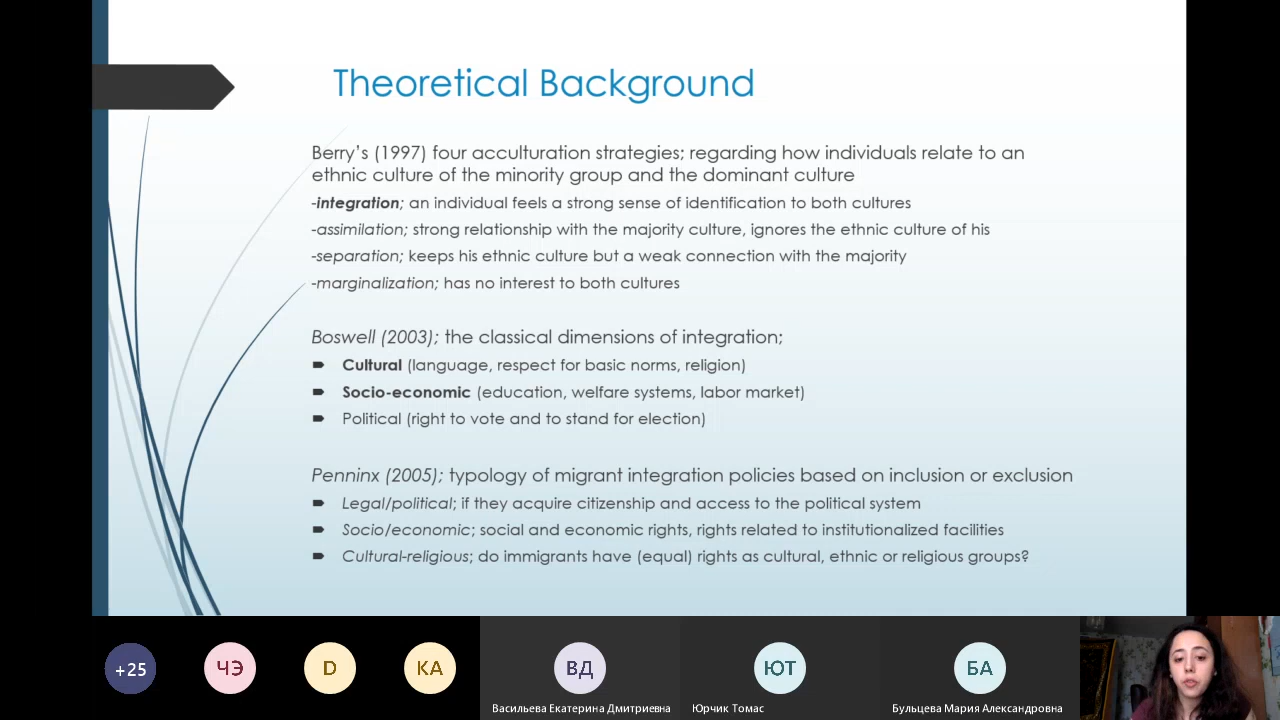 Theoretical Background
Berry's (1997) four acculturation strategies; regarding how individuals relate to an
ethnic culture of the minority group and the dominant culture
-integration; an individual feels a strong sense of identification to both cultures
-assimilation; strong relationship with the majority culture, ignores the ethnic culture of his
-separation; keeps his ethnic culture but a weak connection with the majority
-marginalization; has no interest to both cultures
Boswell (2003); the classical dimensions of integration;
Cultural (language, respect for basic norms, religion)
Socio-economic (education, welfare systems, labor market)
Political (right to vote and to stand for election)
Penninx (2005); typology of migrant integration policies based on inclusion or exclusion
Legal/political; if they acquire citizenship and access to the political system
Socio/economic; social and economic rights, rights related to institutionalized facilities
Cultural-religious; do immigrants have (equal) rights as cultural, ethnic or religious groups?
+25
ЧЭ
D
КА
ВД
ЮТ
БА
Васильева Екатерина Дмитриевна
Юрчик Томас
Бульцева Мария Александровна